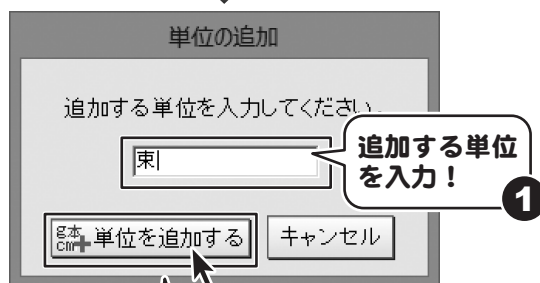 単位の追加
追加する単位を入力してください。
束
追加する単位
を入力！
1
g本
cm 単位を追加する
キャンセル